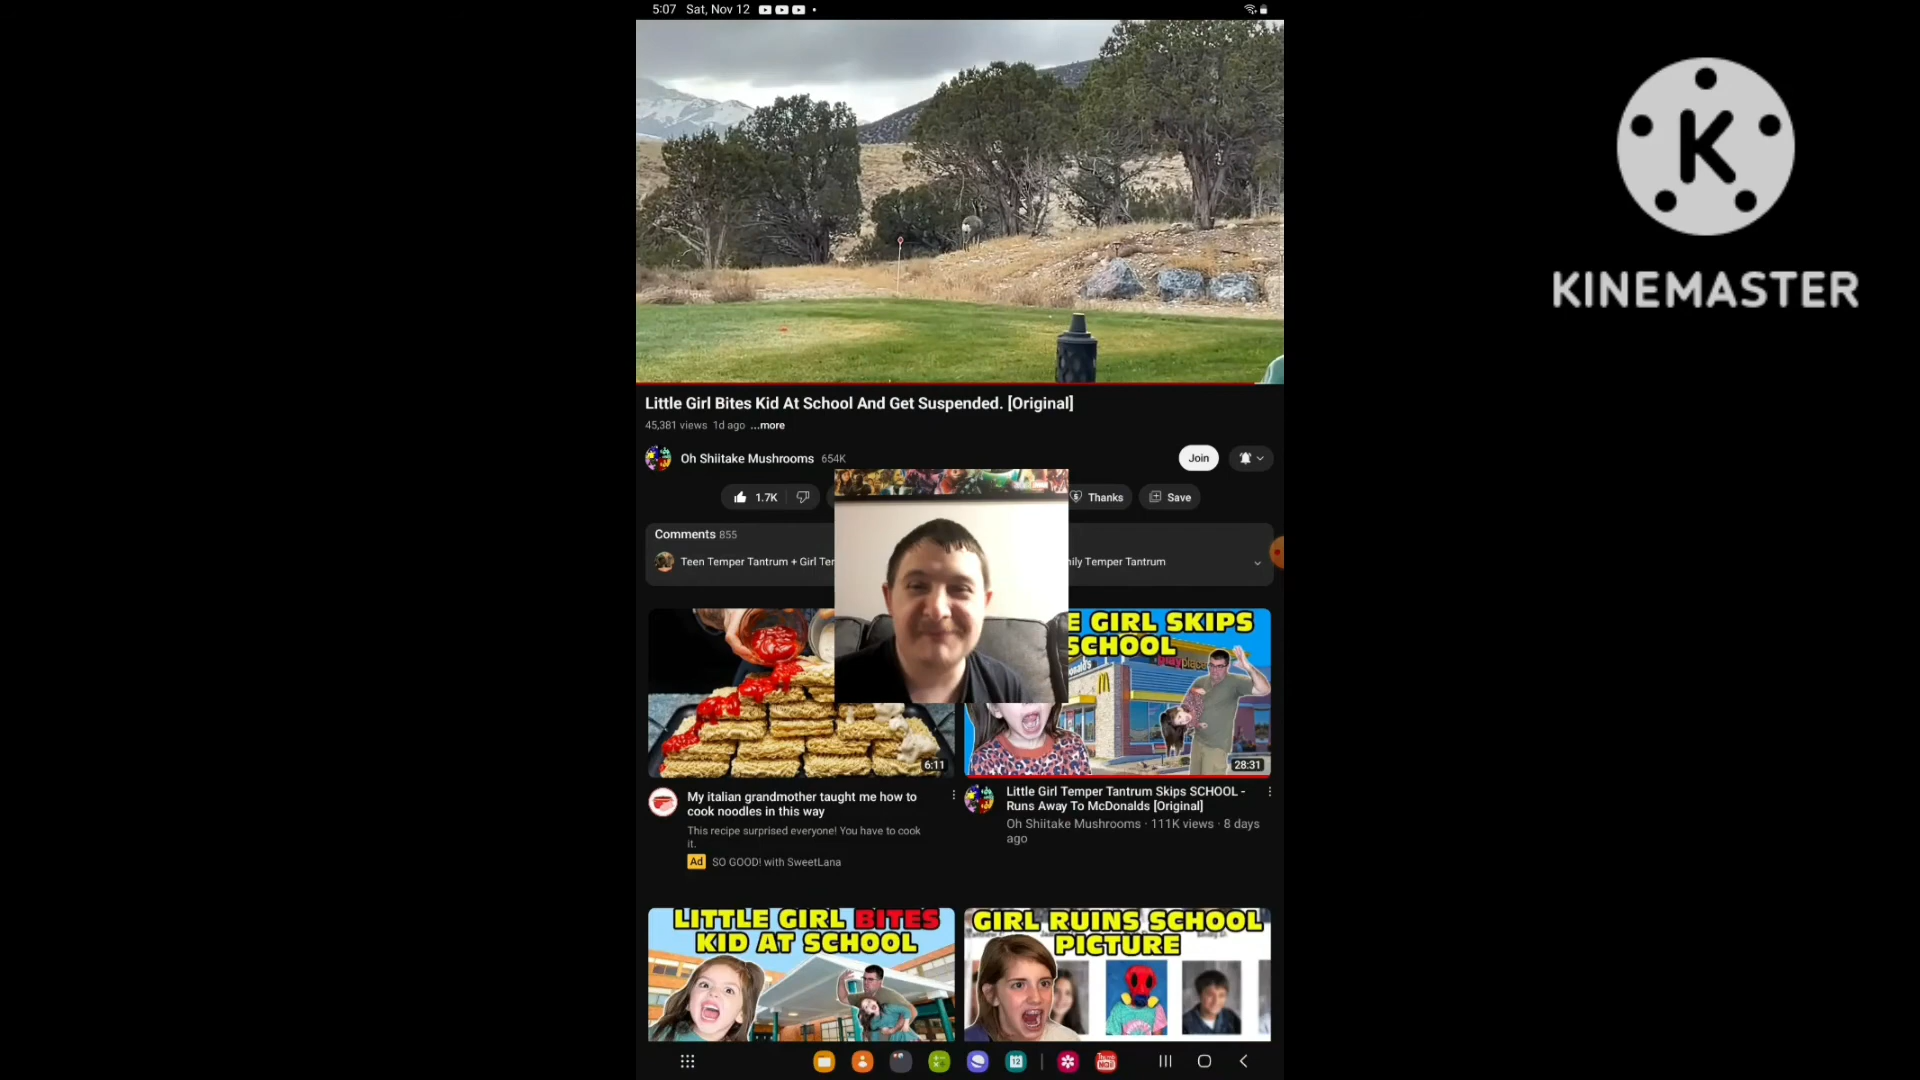 5:07 Sat, Nov 12
KINEMASTER
Little Girl Bites Kid At School And Get Suspended. [Original]
45,381 views 1d ago ...more
Oh Shiitake Mushrooms 654K
Join
1.7K
Thanks
Save
Comments 855
Teen Temper Tantrum + Girl Ter
ily Temper Tantrum
E GIRL SKIPS
SCHOOL
playplace
6:11
28:31
My italian grandmother taught me how to
cook noodles in this way
This recipe surprised everyone! You have to cook
it.
Ad SO GOOD! with SweetLana
Little Girl Temper Tantrum Skips SCHOOL -
Runs Away To McDonalds [Original]
Oh Shiitake Mushrooms · 111K views · 8 days
ago
LITTLE GIRL BITES
KID AT SCHOOL
GIRL RUINS SCHOOL
PICTURE
12